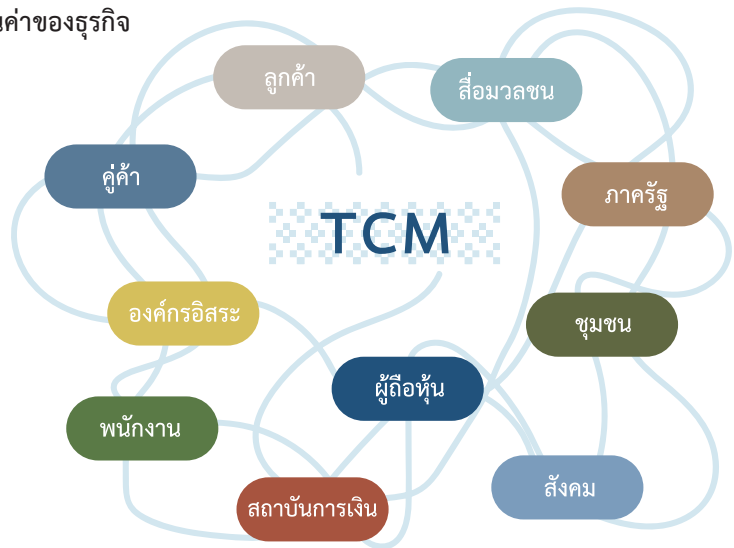 ค่าของธุรกิจ
ลูกค้า
สื่อมวลชน
คู่ค้า
ภาครัฐ
TCM
องค์กรอิสระ
ชุมชน
ผู้ถือหุ้น
พนักงาน
สังคม
สถาบันการเงิน